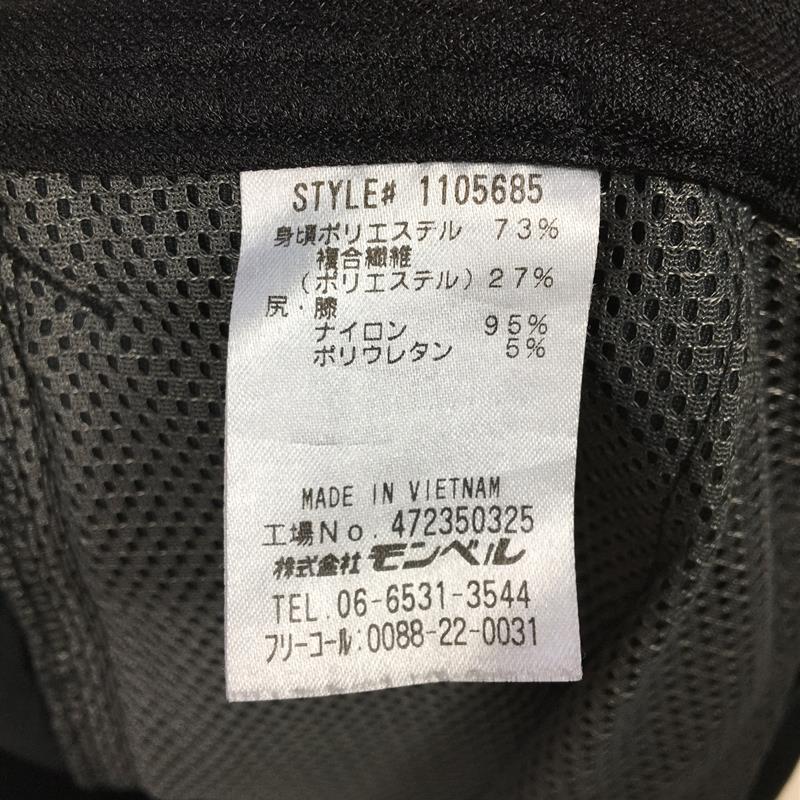 STYLE# 1105685
身頃ポリエステル 73%
複合繊維
(ポリエステル)27%
尻・膝
ナイロン 95%
ポリウレタン 5%
MADE IN VIETNAM
工場No. 472350325
株式会社モンベル
TEL.06-6531-3544
フリーコール:0088-22-0031